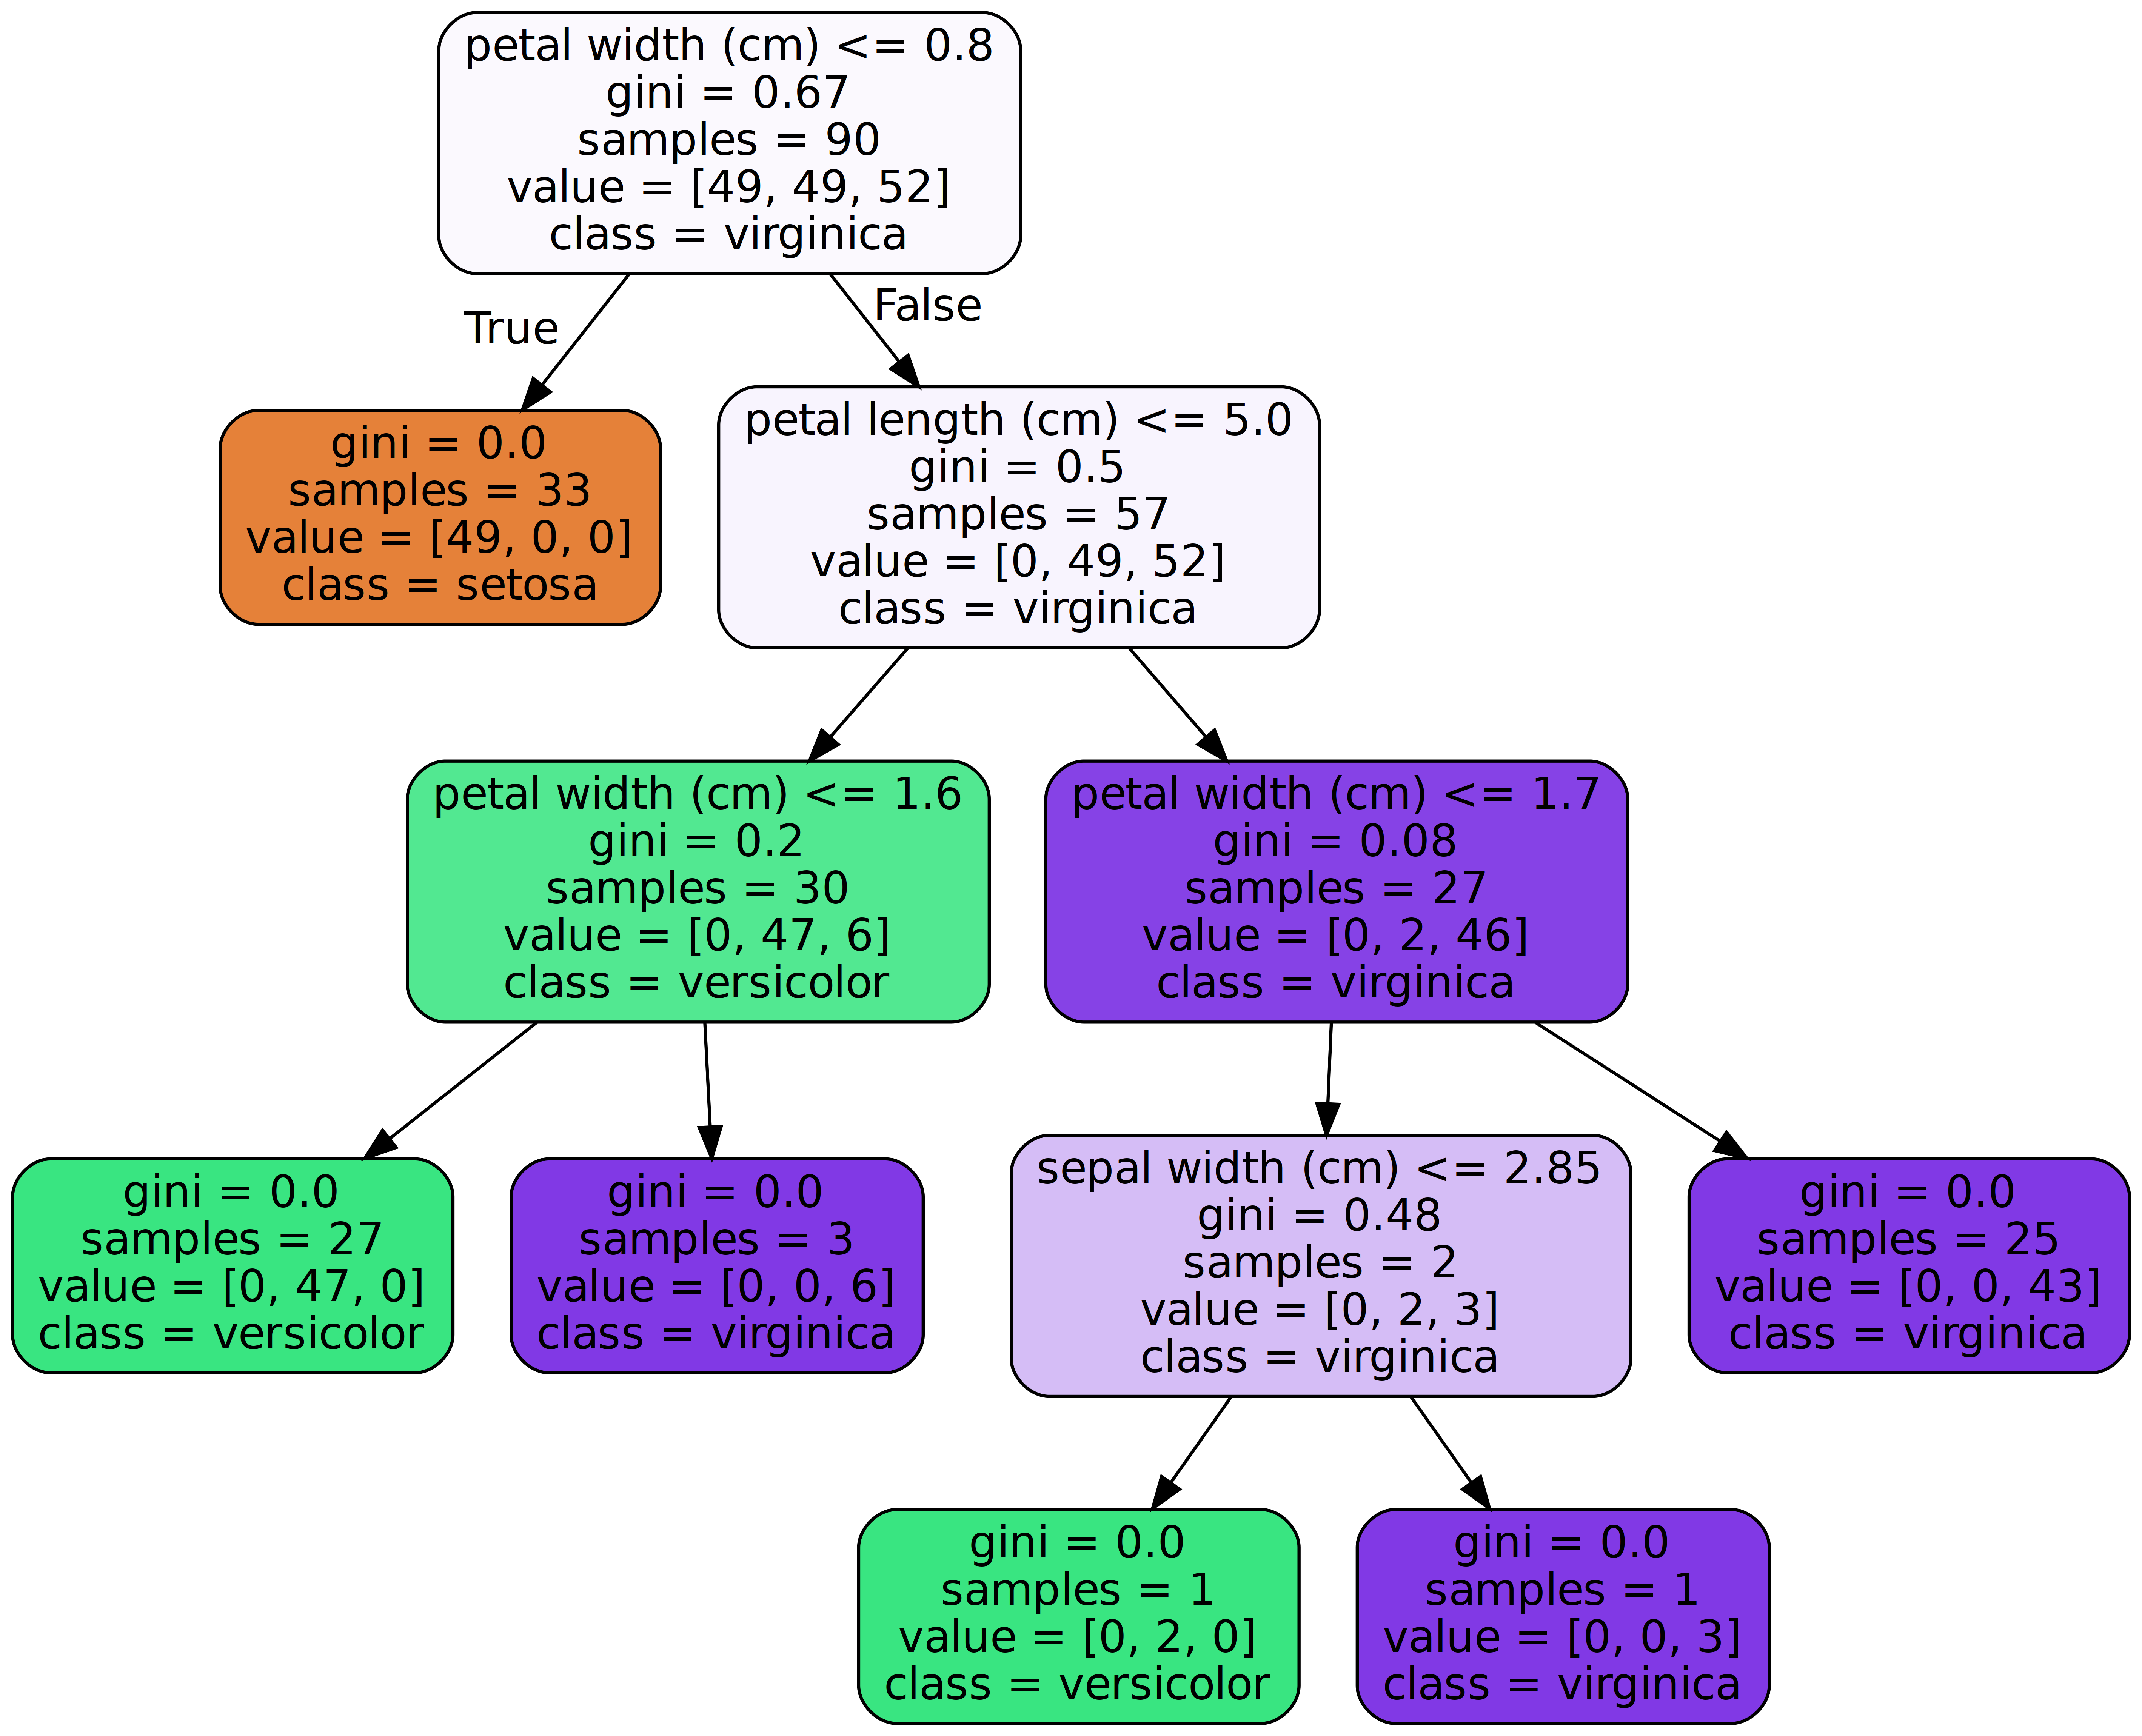 petal width (cm) <= 0.8
gini = 0.67
samples = 90
value = [49, 49, 52]
class = virginica
True
False
gini = 0.0
samples = 33
value = [49, 0, 0]
class = setosa
petal length (cm) <= 5.0
gini = 0.5
samples = 57
value = [0, 49, 52]
class = virginica
petal width (cm) <= 1.6
gini = 0.2
samples = 30
value = [0, 47, 6]
class = versicolor
petal width (cm) <= 1.7
gini = 0.08
samples = 27
value = [0, 2, 46]
class = virginica
gini = 0.0
samples = 27
value = [0, 47, 0]
class = versicolor
gini = 0.0
samples = 3
value = [0, 0, 6]
class = virginica
sepal width (cm) <= 2.85
gini = 0.48
samples = 2
value = [0, 2, 3]
class = virginica
gini = 0.0
samples = 25
value = [0, 0, 43]
class = virginica
gini = 0.0
samples = 1
value = [0, 2, 0]
class = versicolor
gini = 0.0
samples = 1
value = [0, 0, 3]
class = virginica